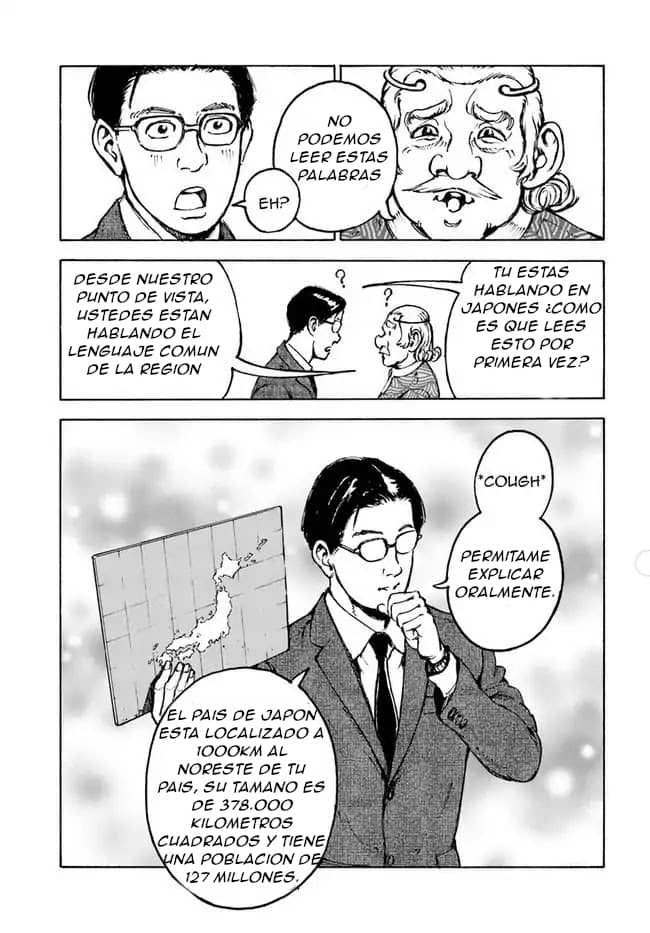 NO
PODEMOS
LEER ESTAS
PALABRAS
EH?
TU ESTAS
HABLANDO EN
JAPONES ¿COMO
ES QUE LEES
ESTO POR
PRIMERA VEZ?
?
?
DESDE NUESTRO
PUNTO DE VISTA,
USTEDES ESTAN
HABLANDO EL
LENGUAJE COMUN
DE LA REGION
*COUGH*
PERMITAME
EXPLICAR
ORALMENTE.
EL PAIS DE JAPON
ESTA LOCALIZADO A
1000KM AL
NORESTE DE TU
PAIS, SU TAMANO ES
DE 378.000
KILOMETROS
CUADRADOS Y TIENE
UNA POBLACION DE
127 MILLONES.